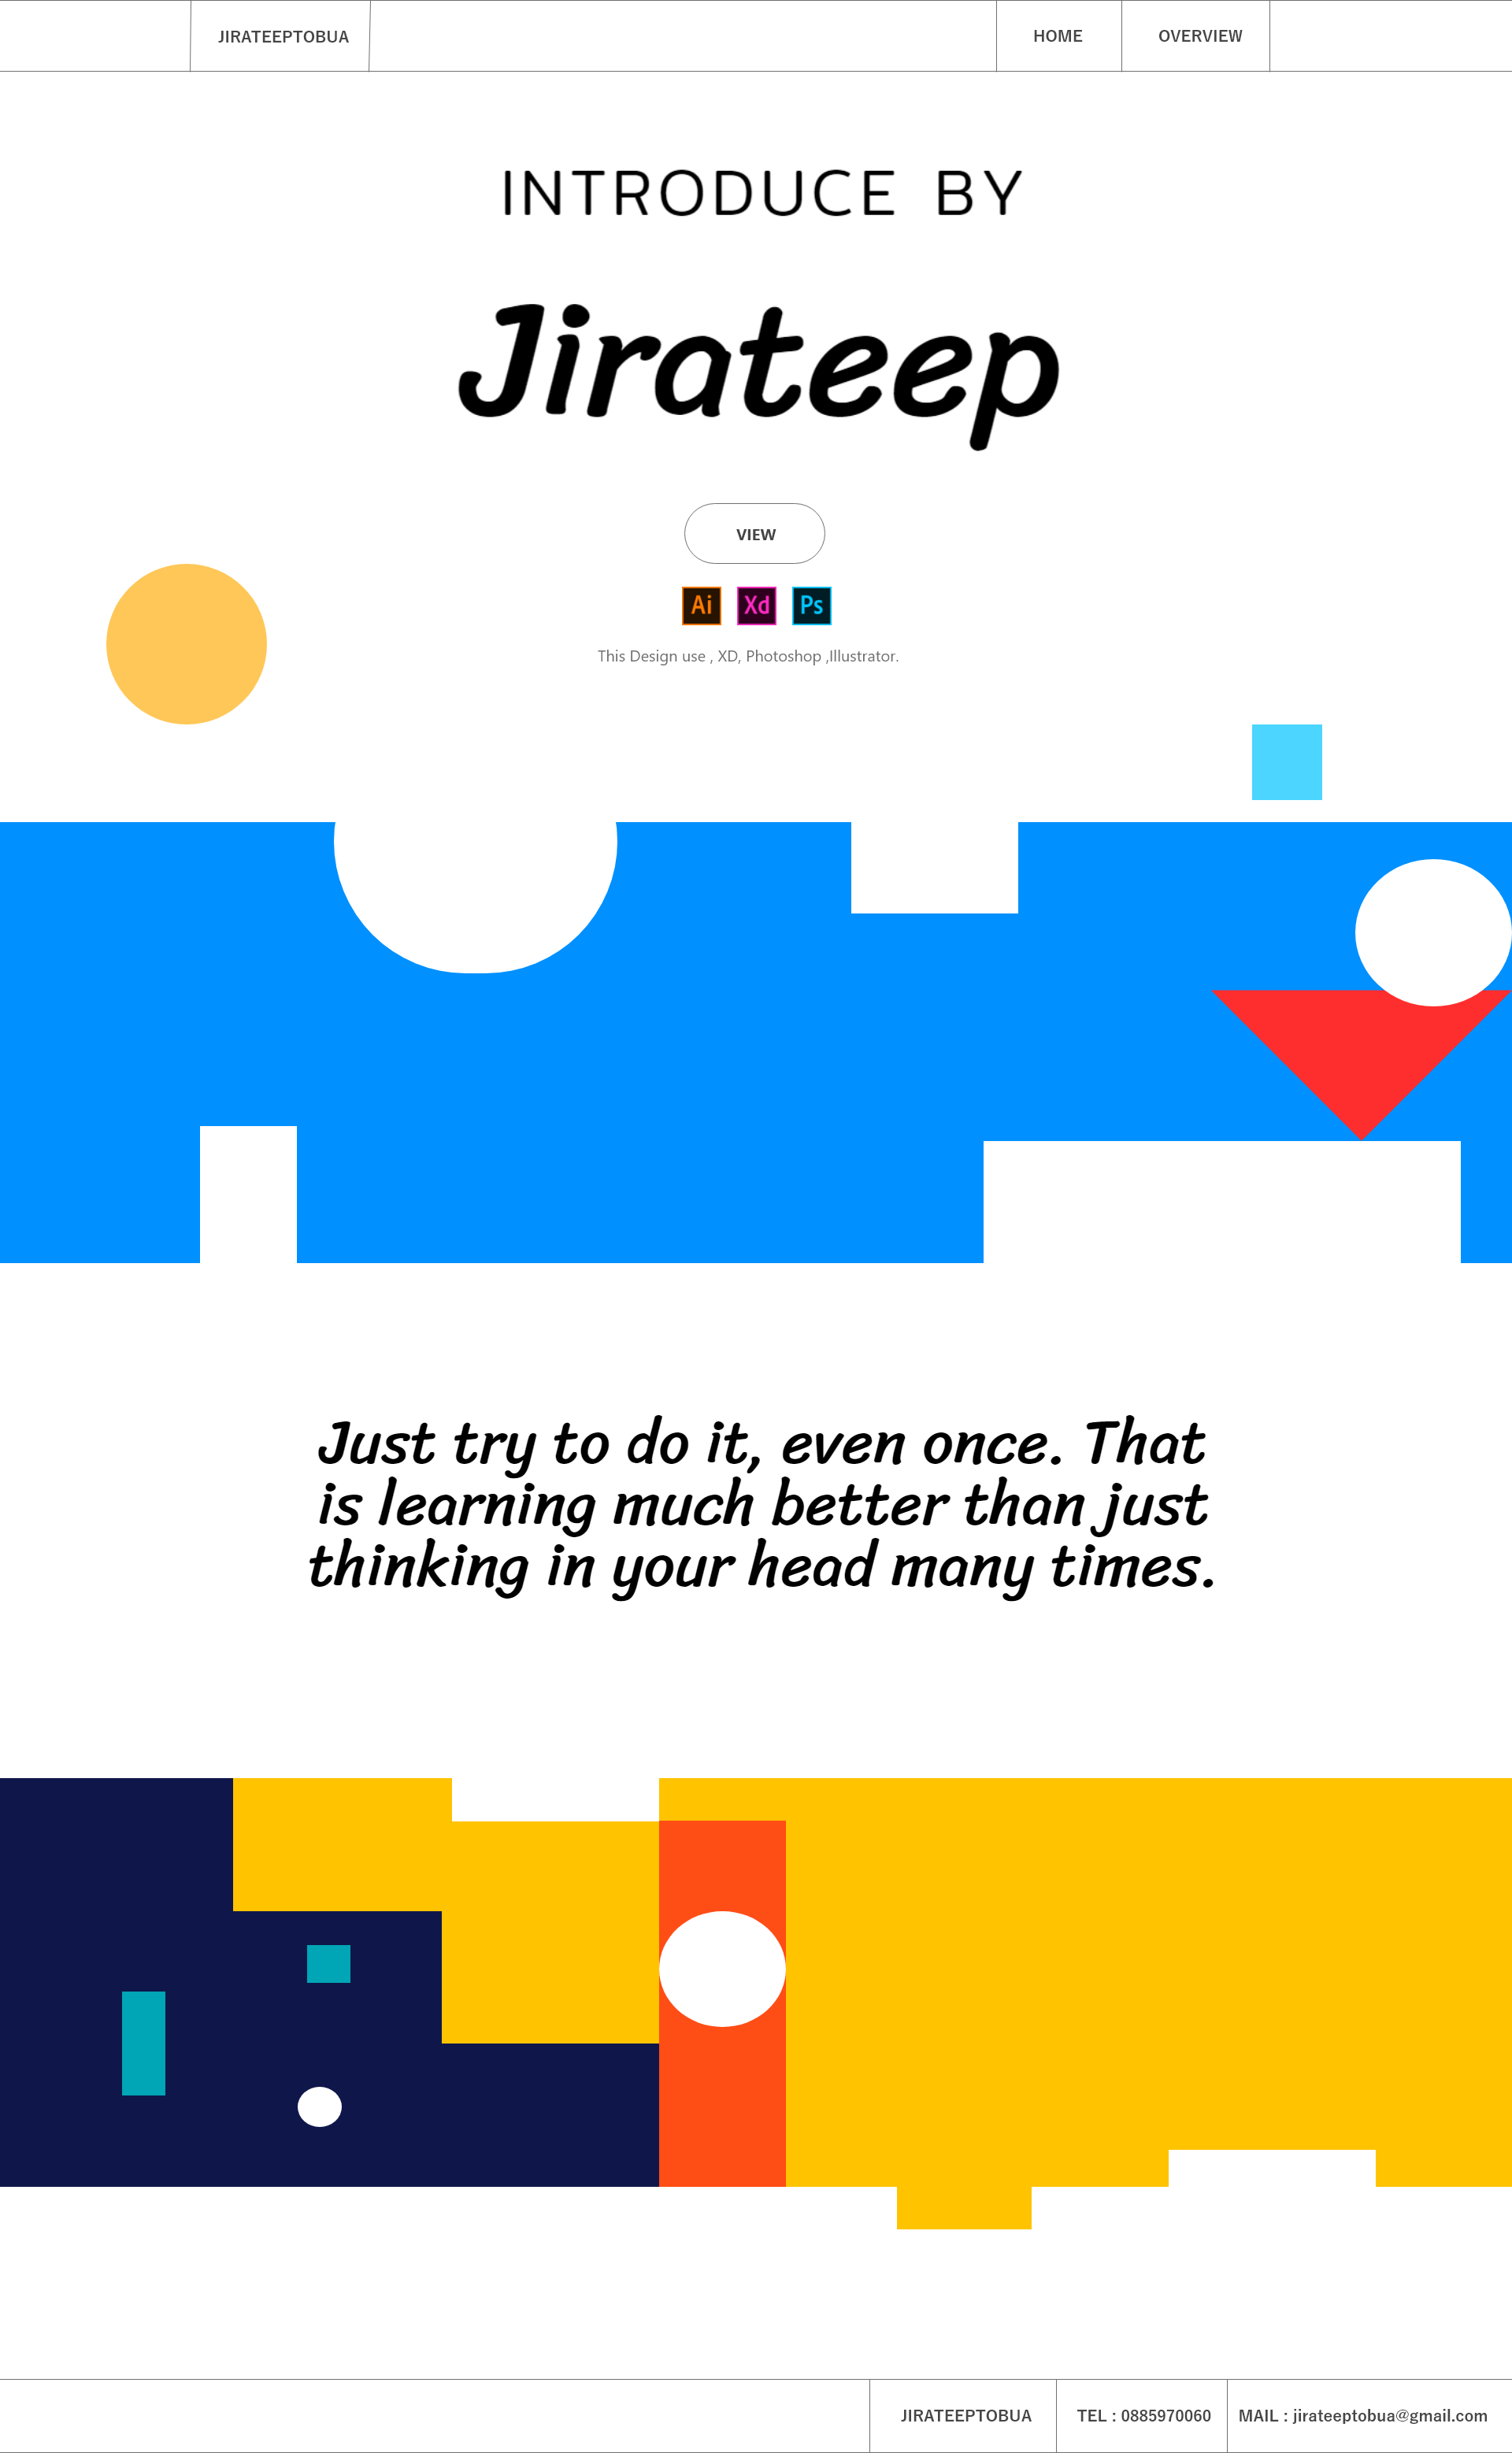 JIRATEEPTOBUA
HOME
OVERVIEW
INTRODUCE BY
Jirateep
VIEW
Ai
Xd
Ps
This Design use , XD, Photoshop ,Illustrator.
Just try to do it, even once. That
is learning much better than just
thinking in your head many times.
JIRATEEPTOBUA
TEL : 0885970060
MAIL : jirateeptobua@gmail.com